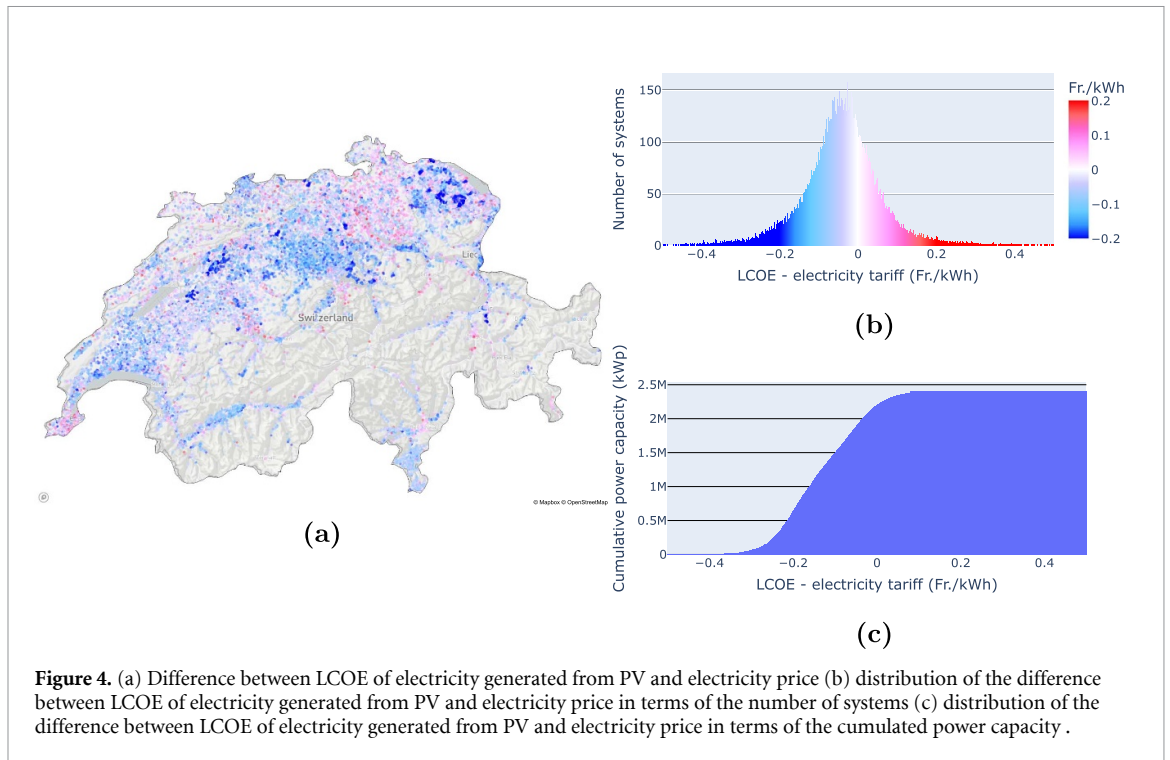 Switzerland
Liec
© Mapbox © OpenStreetMap
(a)
Number of systems
150
100
50
0
−0.4
−0.2
0
0.2
0.4
LCOE - electricity tariff (Fr./kWh)
Fr./kWh
0.2
0.1
0
−0.1
−0.2
(b)
Cumulative power capacity (kWp)
2.5M
2M
1.5M
1M
0.5M
0
−0.4
−0.2
0
0.2
0.4
LCOE - electricity tariff (Fr./kWh)
(c)
Figure 4. (a) Difference between LCOE of electricity generated from PV and electricity price (b) distribution of the difference
between LCOE of electricity generated from PV and electricity price in terms of the number of systems (c) distribution of the
difference between LCOE of electricity generated from PV and electricity price in terms of the cumulated power capacity .